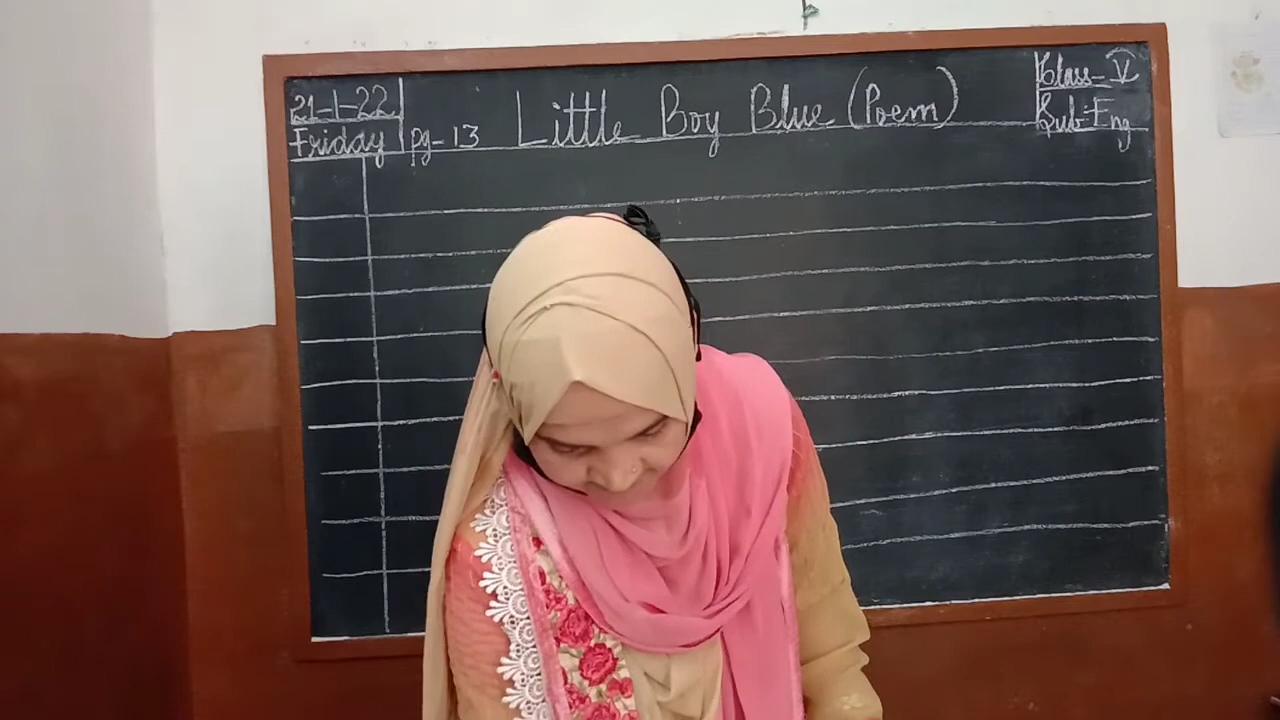 21-1-22
Friday
pg-13 Little Boy Blue (Poem)
Class-V
Sub:Eng